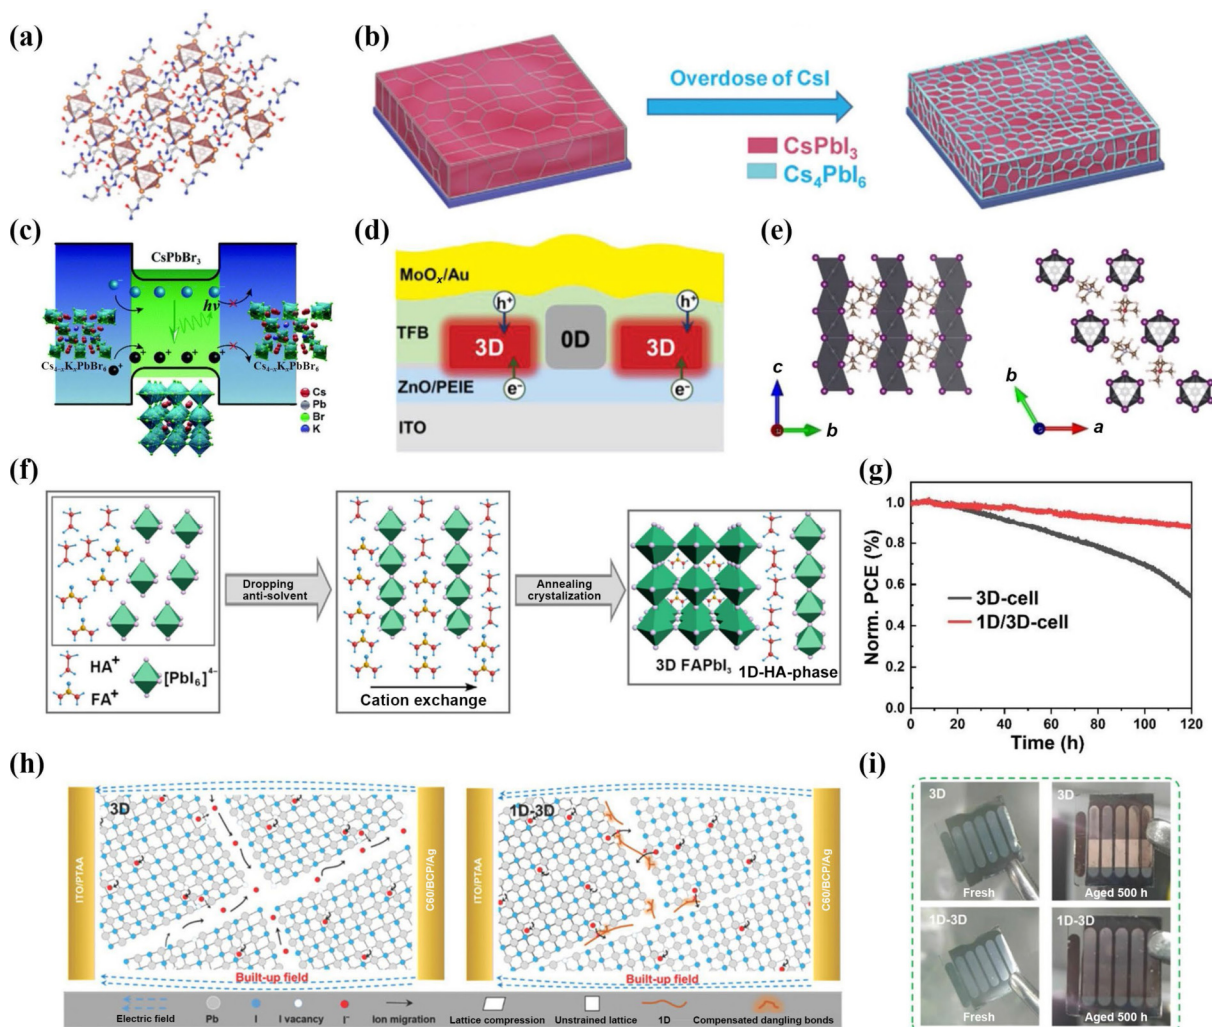 (a)
(b)
Overdose of CsI
CsPbI₃
Cs₄PbI₆
(c)
CsPbBr₃
hν
Cs₄₋ₓKₓPbBr₆
Cs₄₋ₓKₓPbBr₆
Cs
Pb
Br
K
(d)
MoOₓ/Au
TFB
h⁺
h⁺
3D
0D
3D
ZnO/PEIE
e⁻
e⁻
ITO
(e)
c
b
b
a
(f)
HA⁺
FA⁺
[PbI₆]⁴⁻
Dropping
anti-solvent
Cation exchange
Annealing
crystalization
3D FAPbI₃
1D-HA-phase
(g)
Norm. PCE (%)
1.0
0.8
0.6
0.4
0.2
0.0
3D-cell
1D/3D-cell
0 20 40 60 80 100 120
Time (h)
(h)
3D
ITO/PTAA
C60/BCP/Ag
Built-up field
1D-3D
ITO/PTAA
C60/BCP/Ag
Built-up field
Electric field
Pb
I
I vacancy
I⁻
Ion migration
Lattice compression
Unstrained lattice
1D
Compensated dangling bonds
(i)
3D
Fresh
3D
Aged 500 h
1D-3D
Fresh
1D-3D
Aged 500 h